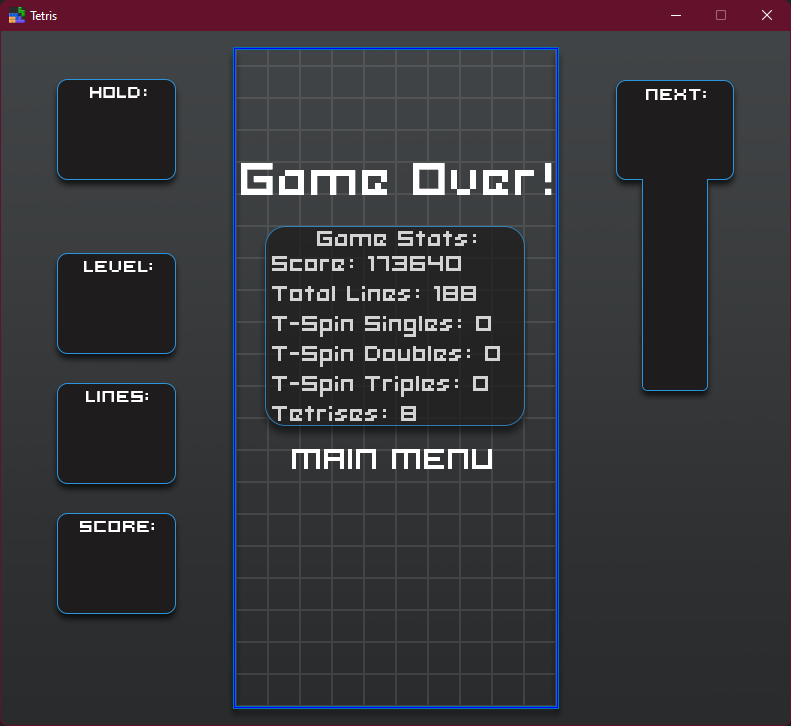 Tetris
HOLD:
NEXT:
Game Over!
Game Stats:
Score: 173640
Total Lines: 188
T-Spin Singles: 0
T-Spin Doubles: 0
T-Spin Triples: 0
Tetrises: 8
MAIN MENU
LEVEL:
LINES:
SCORE: